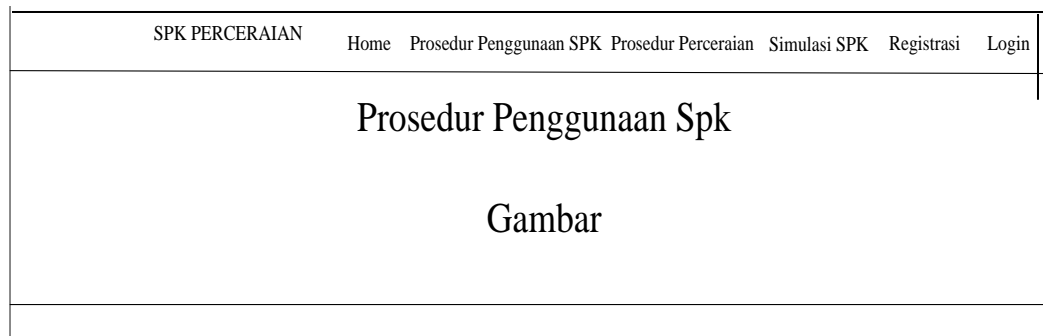 SPK PERCERAIAN Home Prosedur Penggunaan SPK Prosedur Perceraian Simulasi SPK Registrasi Login
Prosedur Penggunaan Spk
Gambar